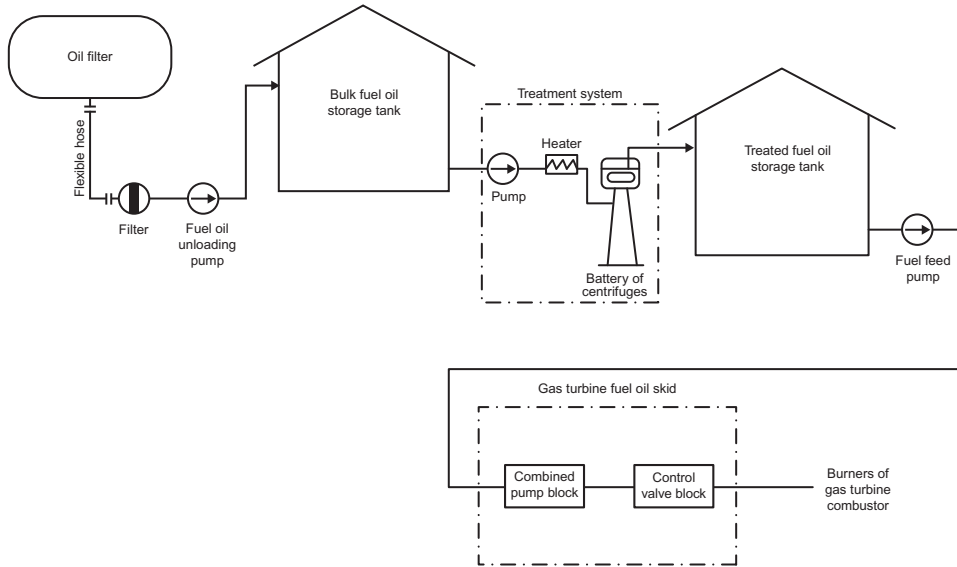 Oil filter
Flexible hose
Filter
Fuel oil
unloading
pump
Bulk fuel oil
storage tank
Treatment system
Pump
Heater
Battery of
centrifuges
Treated fuel oil
storage tank
Fuel feed
pump
Gas turbine fuel oil skid
Combined
pump block
Control
valve block
Burners of
gas turbine
combustor